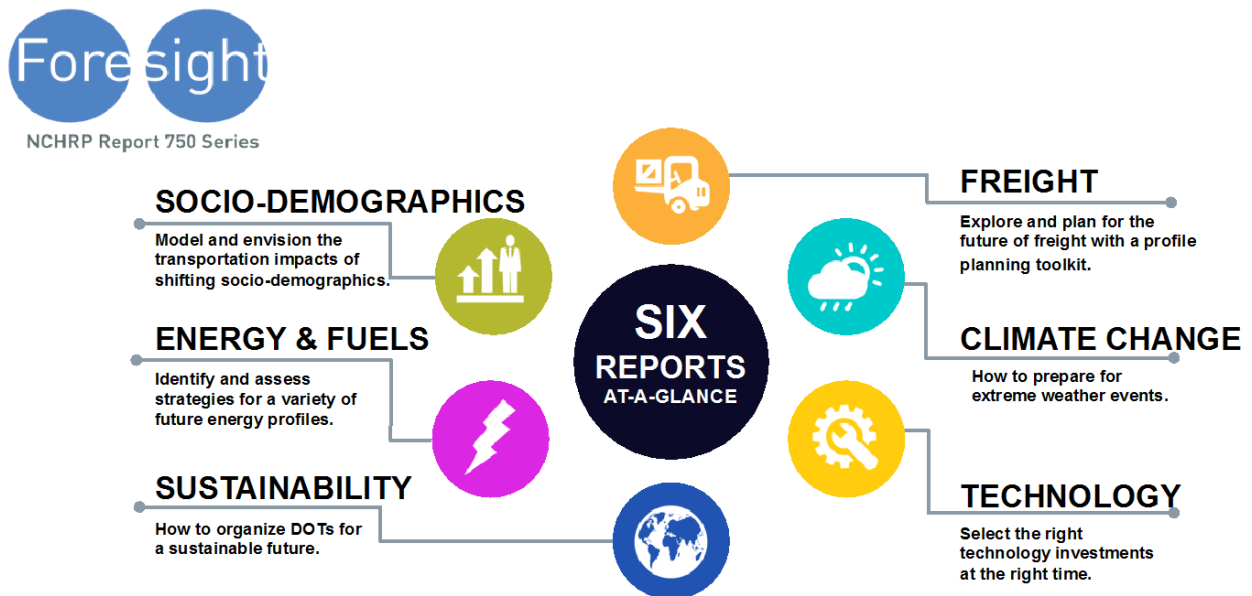 Foresight
NCHRP Report 750 Series
SOCIO-DEMOGRAPHICS
Model and envision the
transportation impacts of
shifting socio-demographics.
ENERGY & FUELS
Identify and assess
strategies for a variety of
future energy profiles.
SUSTAINABILITY
How to organize DOTs for
a sustainable future.
SIX
REPORTS
AT-A-GLANCE
FREIGHT
Explore and plan for the
future of freight with a profile
planning toolkit.
CLIMATE CHANGE
How to prepare for
extreme weather events.
TECHNOLOGY
Select the right
technology investments
at the right time.